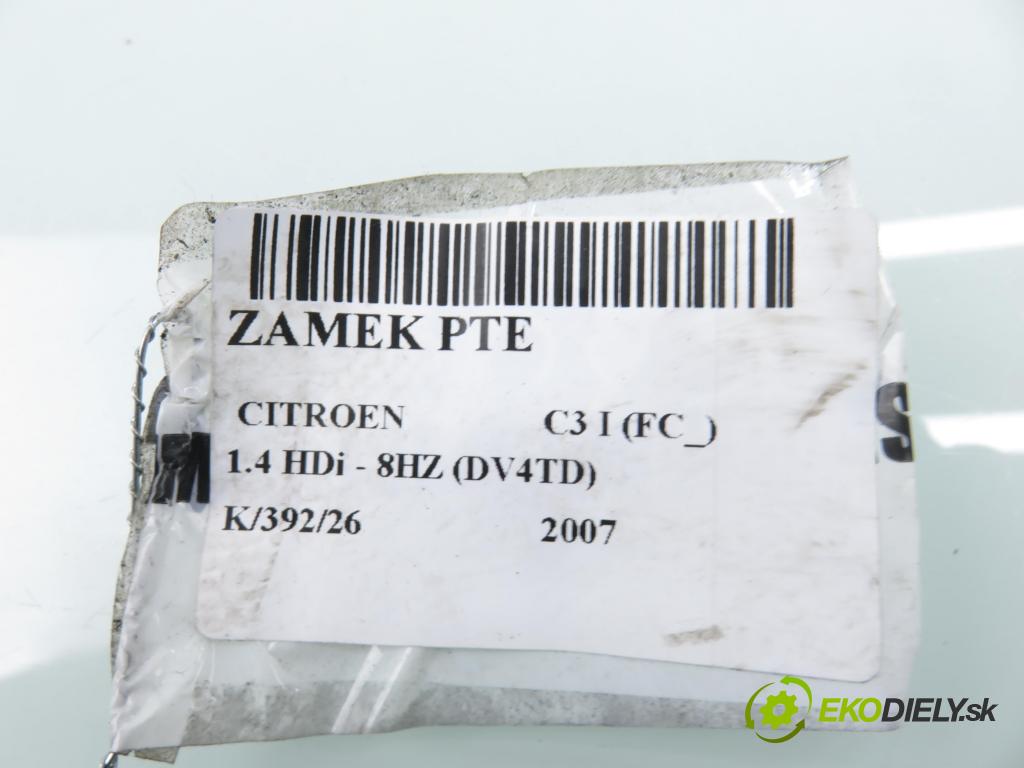 ZAMEK PTE
CITROEN C3 I (FC_)
1.4 HDi - 8HZ (DV4TD)
K/392/26 2007
EKODIELY.sk